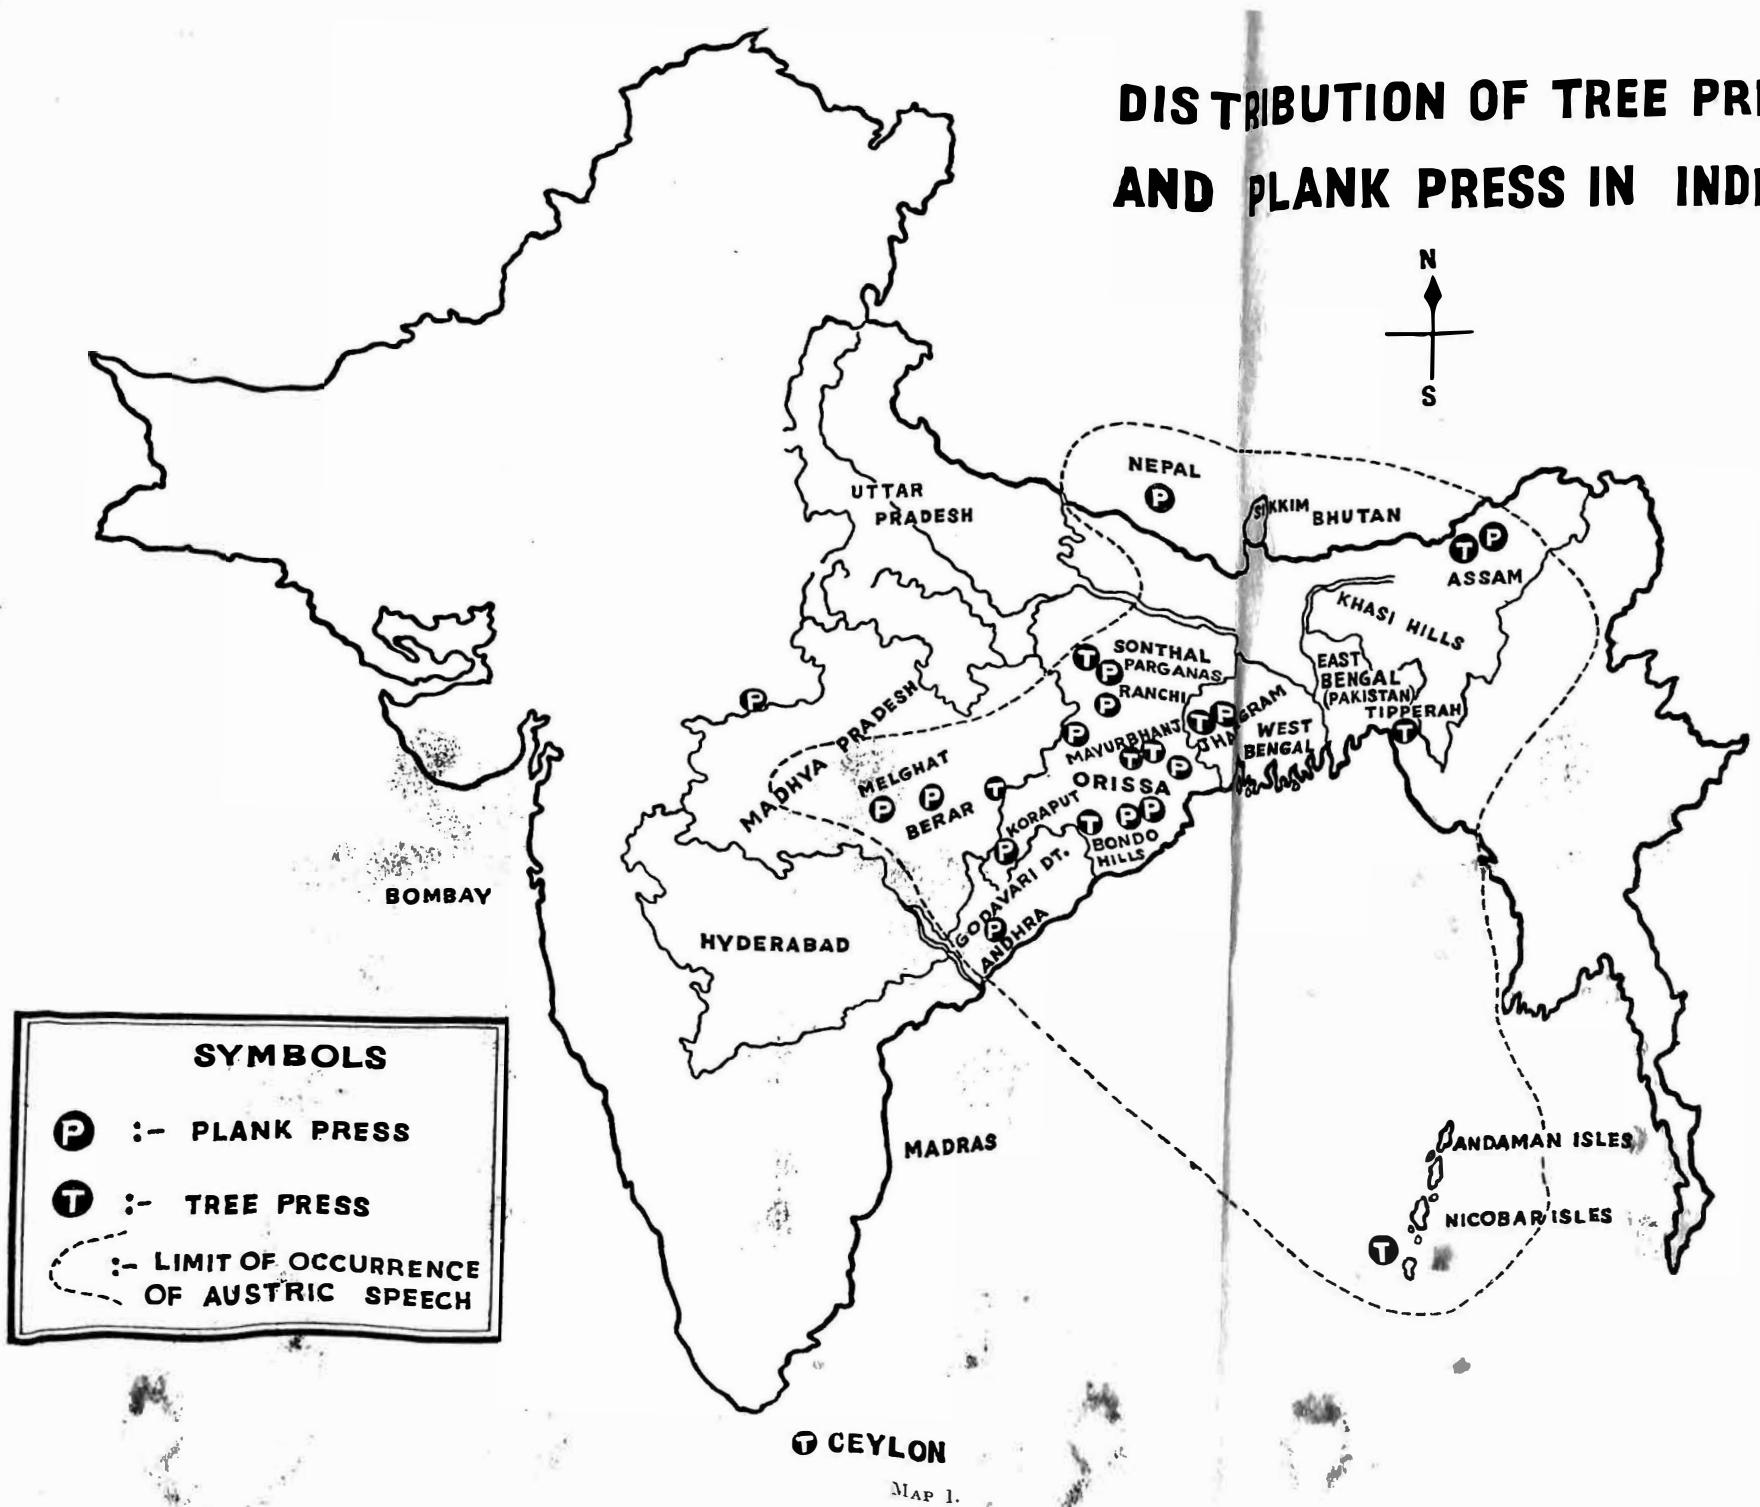 DISTRIBUTION OF TREE PRE
AND PLANK PRESS IN INDI
N
S
NEPAL
P
SIKKIM
BHUTAN
UTTAR
PRADESH
T P
ASSAM
KHASI HILLS
EAST
BENGAL
(PAKISTAN)
TIPPERAH
T
T
P
SONTHAL
PARGANAS
P
RANCHI
P
P
MAYURBHANJ
T T
P
T P
JHARGRAM
WEST
BENGAL
ORISSA
MADHYA PRADESH
MELGHAT
P P
BERAR
T
KORAPUT
P
T P P
BONDO
HILLS
GODAVARI DT.
P
ANDHRA
BOMBAY
HYDERABAD
MADRAS
ANDAMAN ISLES
NICOBAR ISLES
T
SYMBOLS
P :- PLANK PRESS
T :- TREE PRESS
:- LIMIT OF OCCURRENCE
OF AUSTRIC SPEECH
T CEYLON
MAP 1.